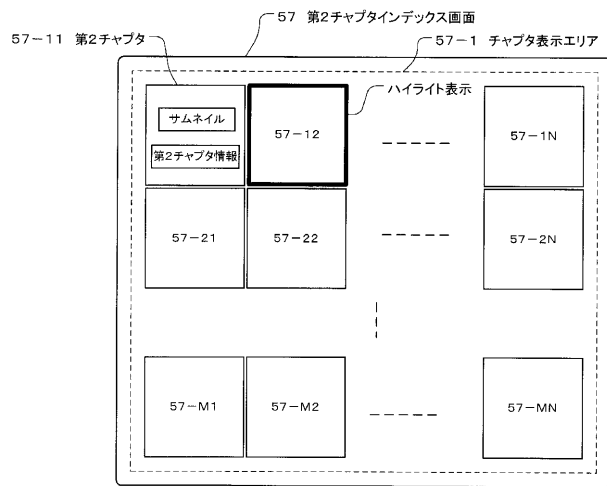 57 第2チャプタインデックス画面
57-11 第2チャプタ
57-1 チャプタ表示エリア
ハイライト表示
サムネイル
第2チャプタ情報
57-12
57-1N
57-21
57-22
57-2N
57-M1
57-M2
57-MN